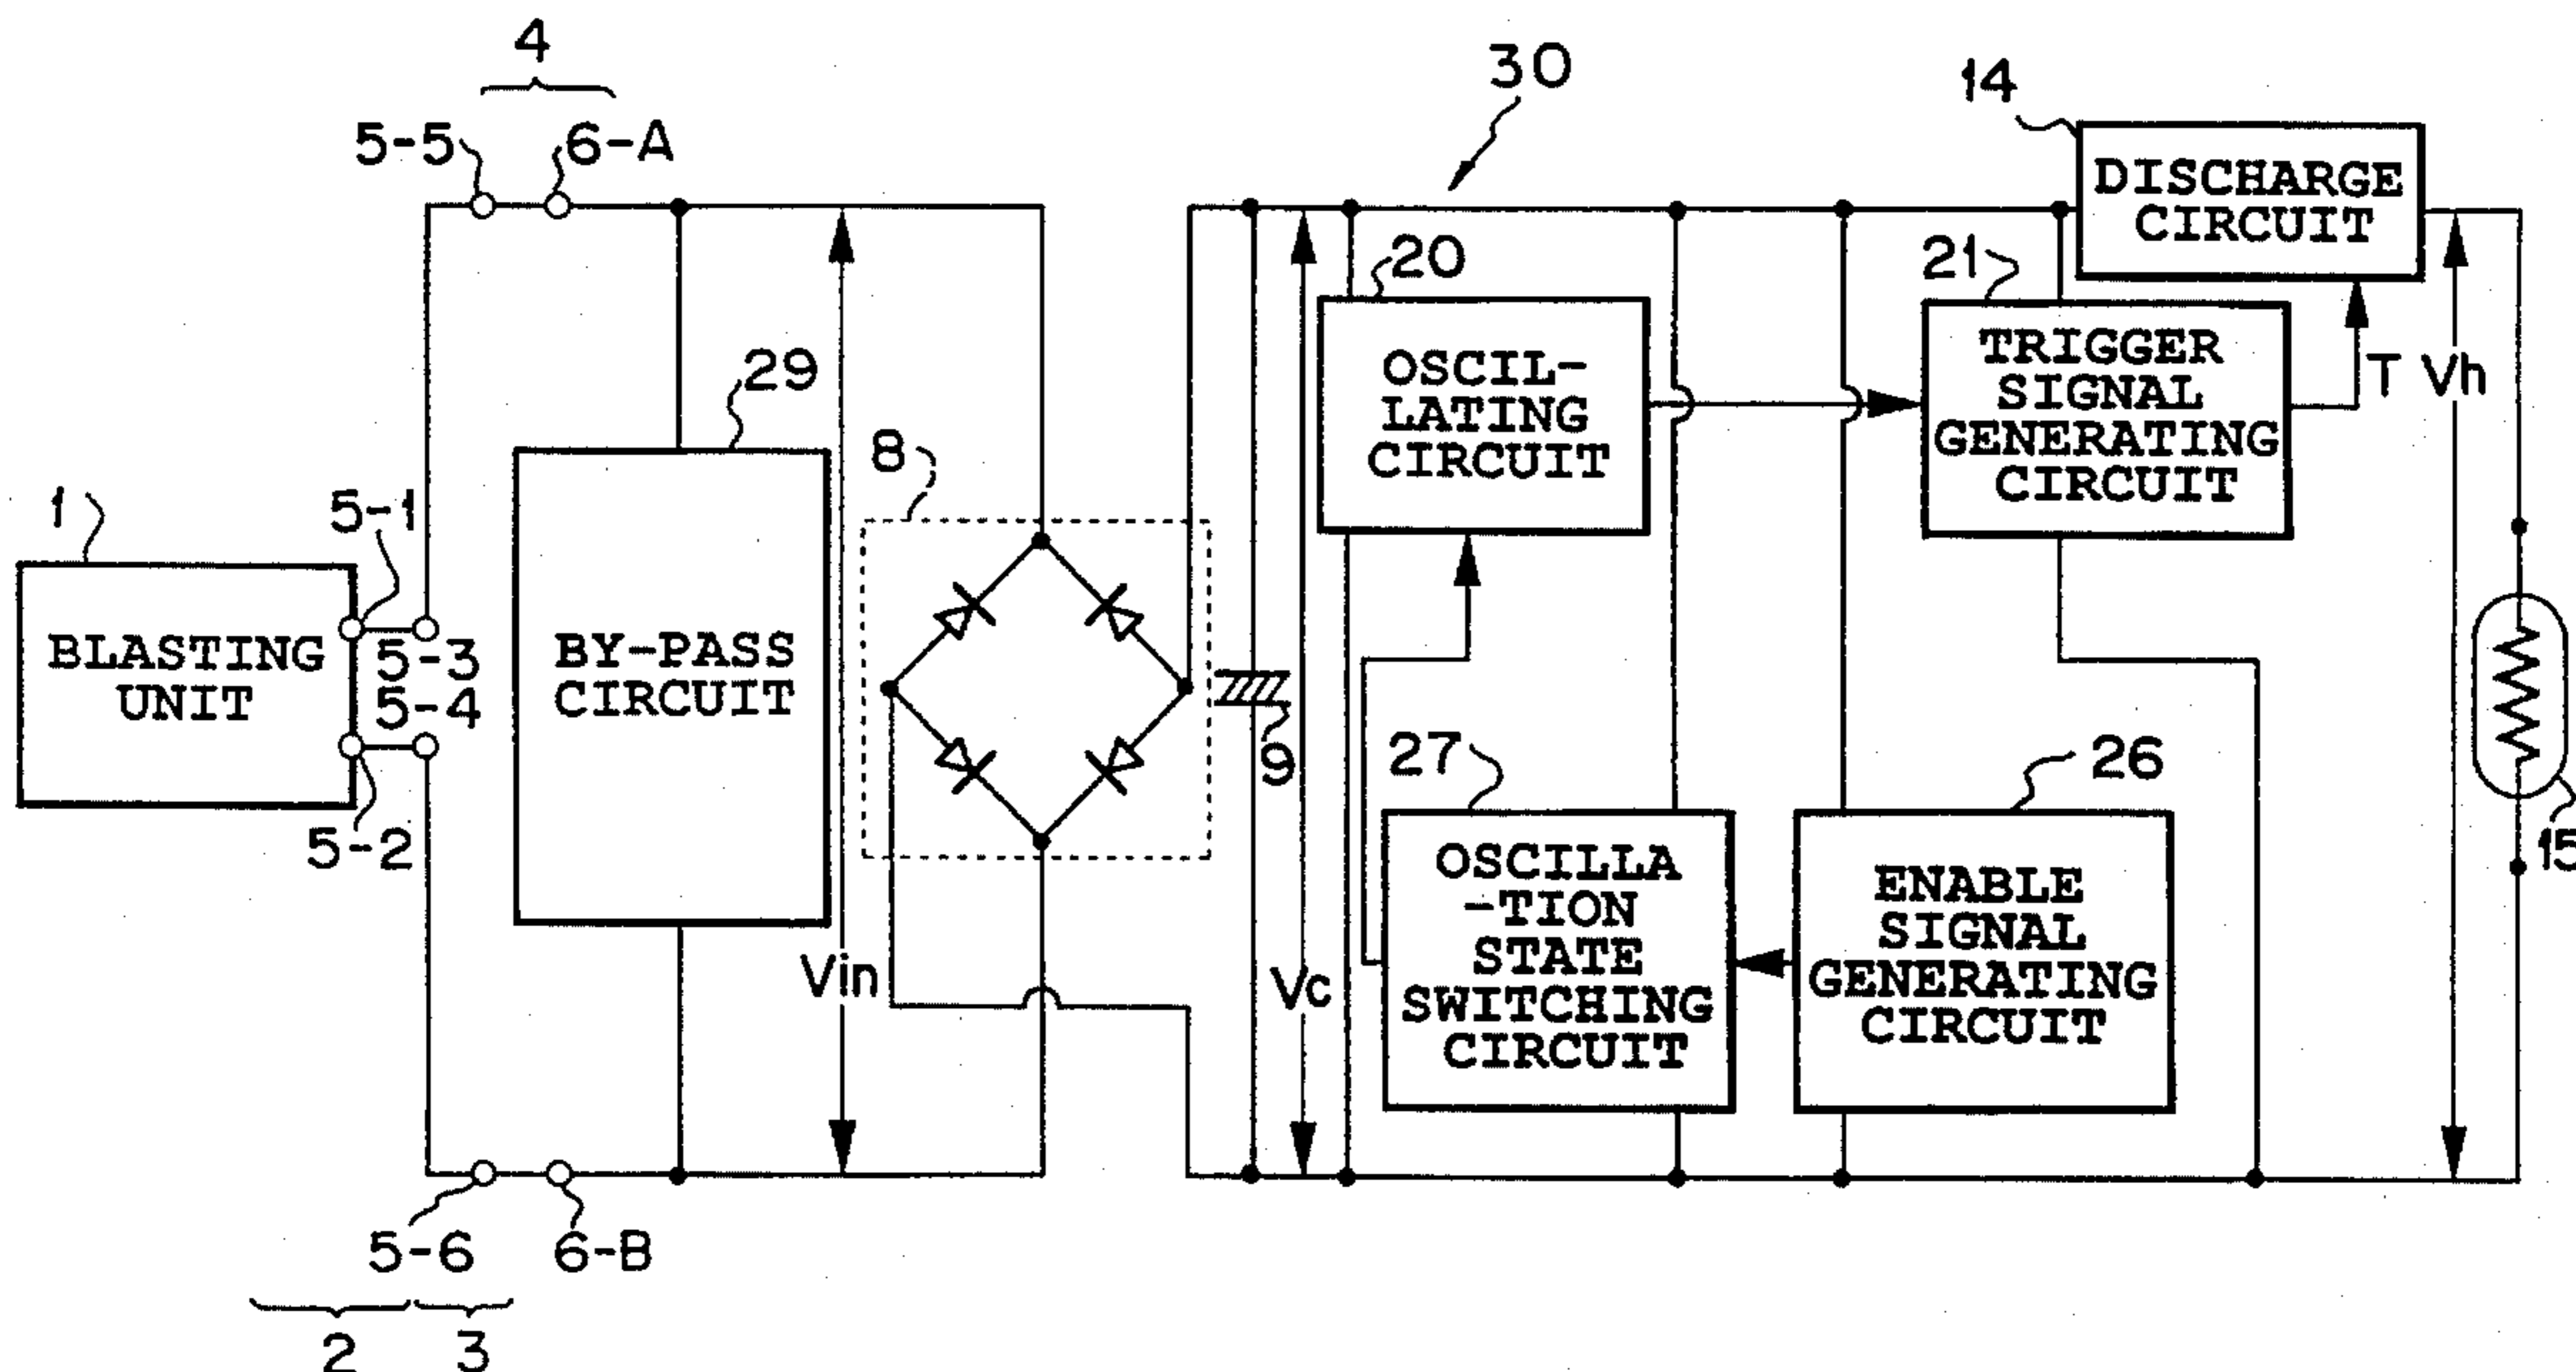 4
5-5
6-A
30
14
DISCHARGE
CIRCUIT
20
21
29
OSCIL-
LATING
CIRCUIT
TRIGGER
SIGNAL
GENERATING
CIRCUIT
T
Vh
8
1
5-1
BLASTING
UNIT
5-3
5-4
5-2
BY-PASS
CIRCUIT
9
27
26
15
Vin
Vc
OSCILLA
-TION
STATE
SWITCHING
CIRCUIT
ENABLE
SIGNAL
GENERATING
CIRCUIT
5-6
6-B
2
3